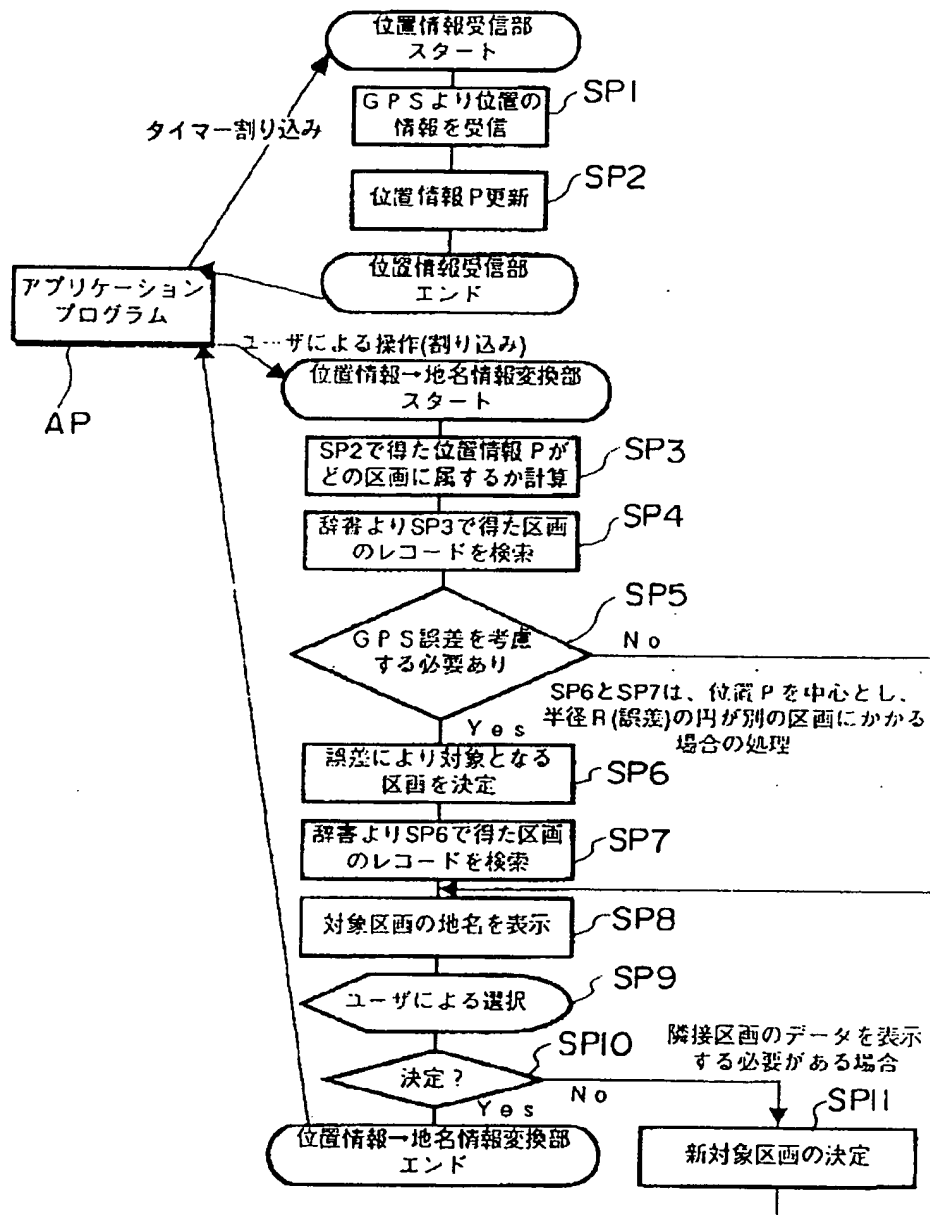 位置情報受信部
スタート
SP1
GPSより位置の
情報を受信
タイマー割り込み
SP2
位置情報P更新
位置情報受信部
エンド
アプリケーション
プログラム
ユーザによる操作(割り込み)
AP
位置情報→地名情報変換部
スタート
SP3
SP2で得た位置情報Pが
どの区画に属するか計算
SP4
辞書よりSP3で得た区画
のレコードを検索
SP5
GPS誤差を考慮
する必要あり
No
Yes
SP6とSP7は、位置Pを中心とし、
半径R(誤差)の円が別の区画にかかる
場合の処理
誤差により対象となる
区画を決定
SP6
辞書よりSP6で得た区画
のレコードを検索
SP7
対象区画の地名を表示
SP8
ユーザによる選択
SP9
SP10
決定?
Yes
No
隣接区画のデータを表示
する必要がある場合
SP11
新対象区画の決定
位置情報→地名情報変換部
エンド